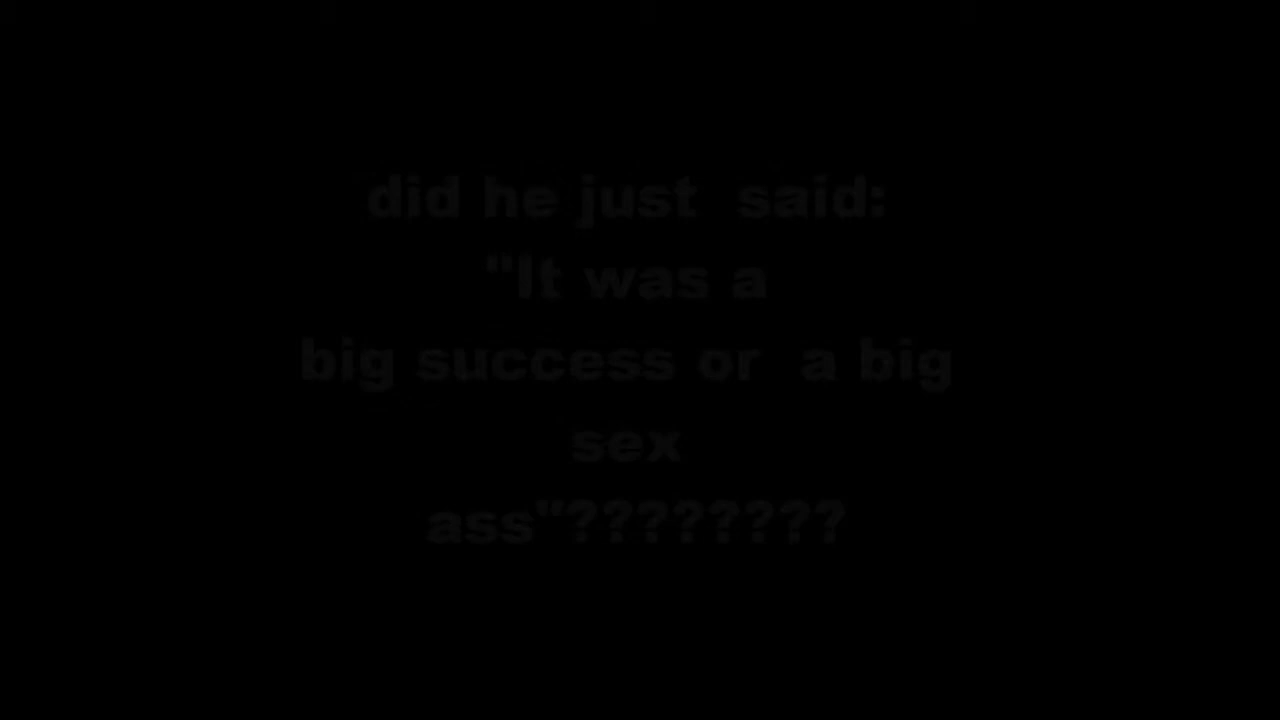 did he just  said:
"It was a
big success or  a big
sex
ass"????????